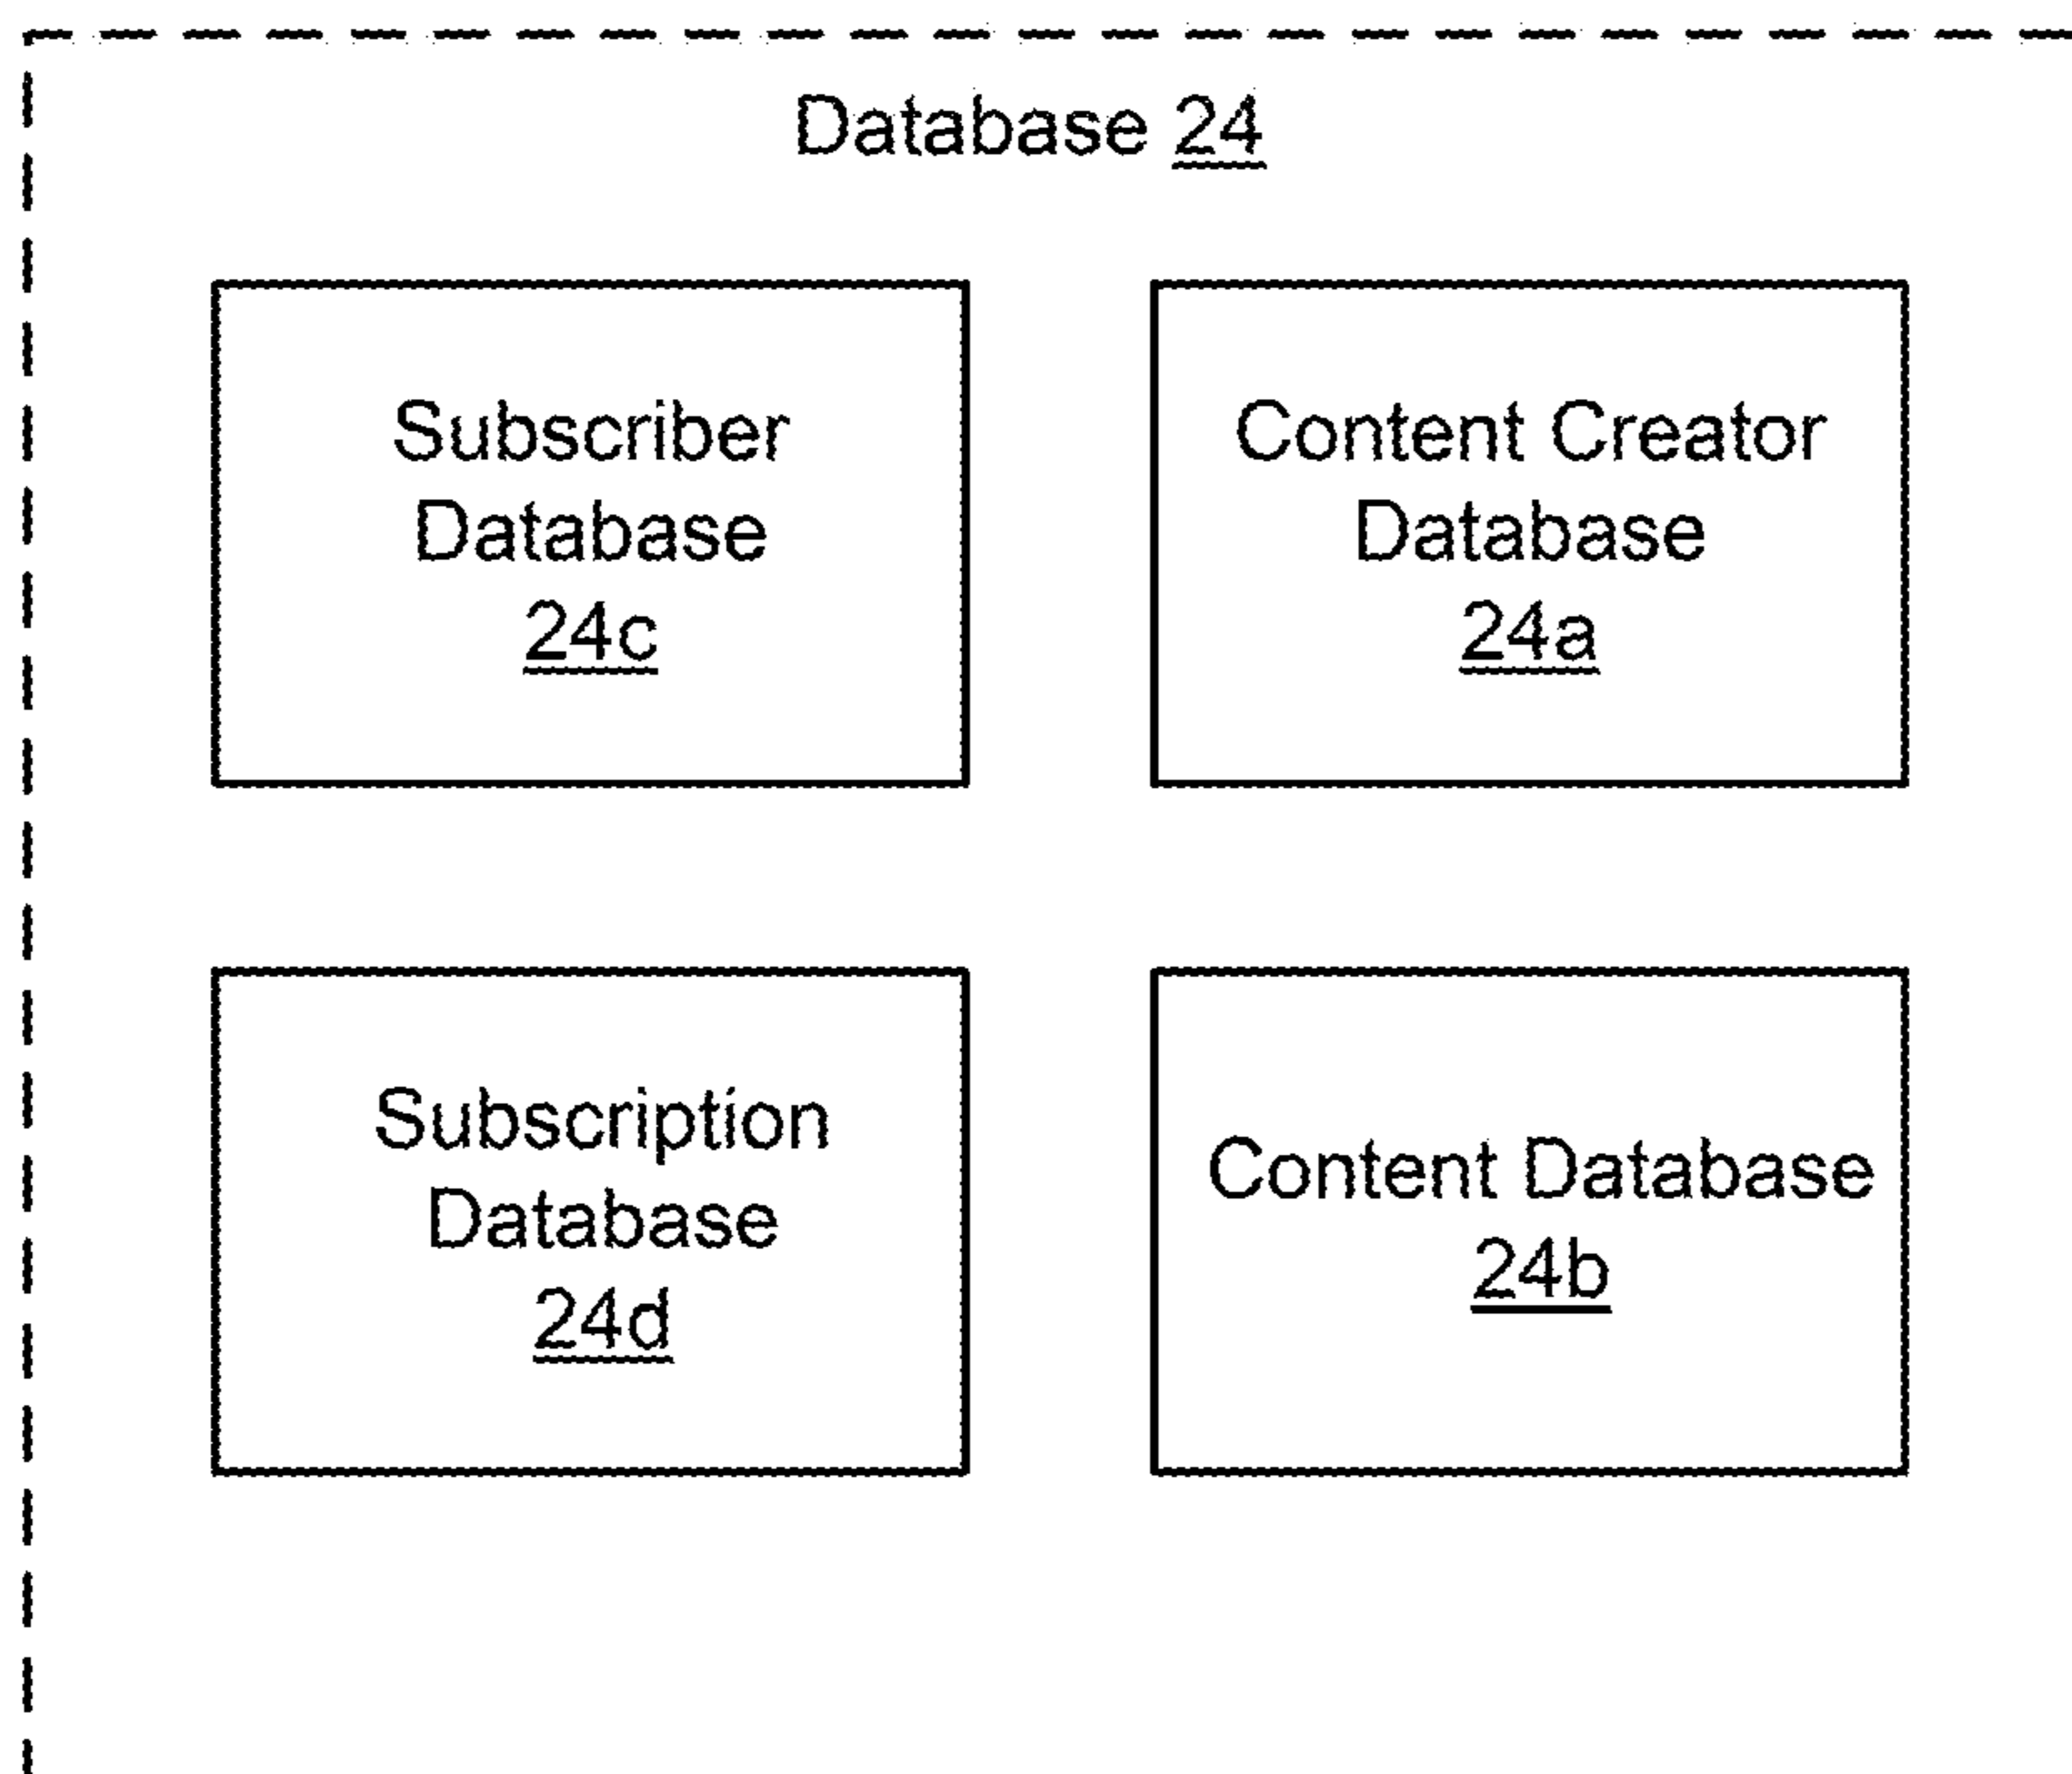 Database 24
Subscriber
Database
24c
Content Creator
Database
24a
Subscription
Database
24d
Content Database
24b